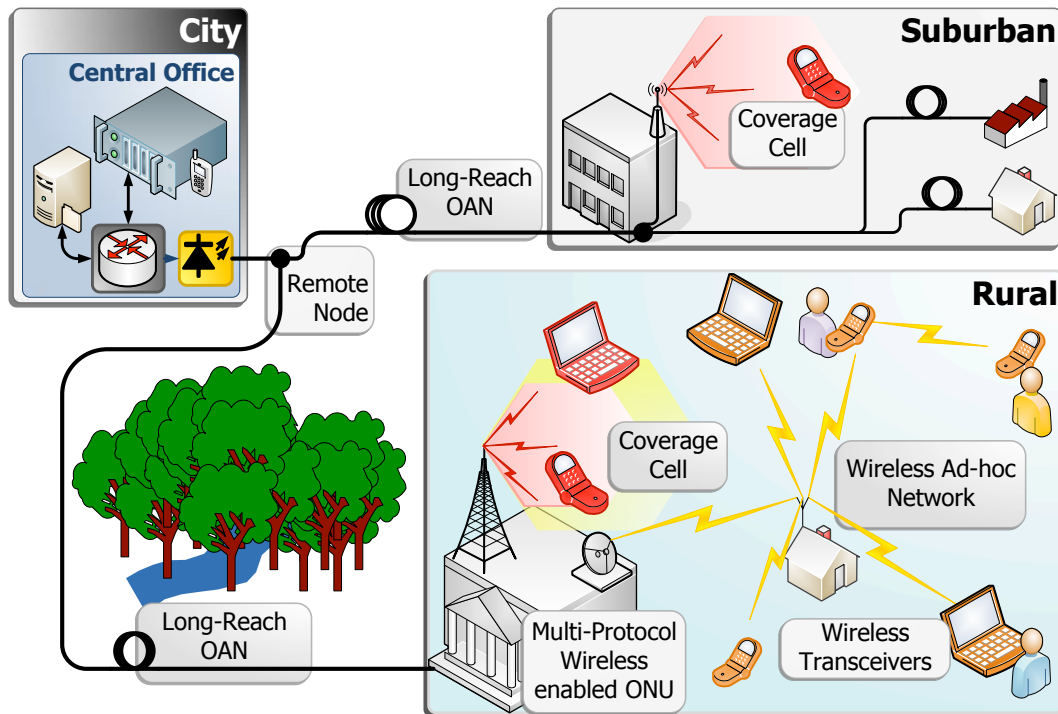 City
Central Office
Suburban
Coverage
Cell
Long-Reach
OAN
Remote
Node
Rural
Coverage
Cell
Wireless Ad-hoc
Network
Long-Reach
OAN
Multi-Protocol
Wireless
enabled ONU
Wireless
Transceivers